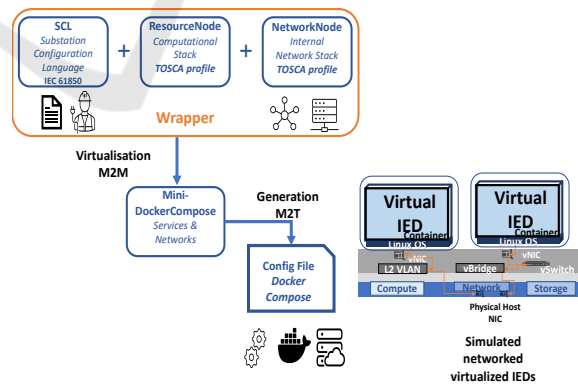 SCL
Substation
Configuration
Language
IEC 61850
+
ResourceNode
Computational
Stack
TOSCA profile
+
NetworkNode
Internal
Network Stack
TOSCA profile
Wrapper
Virtualisation
M2M
Mini-
DockerCompose
Services &
Networks
Generation
M2T
Config File
Docker
Compose
Virtual
IED
Container
Linux OS
vNIC
Virtual
IED
Container
Linux OS
vNIC
L2 VLAN
vBridge
vSwitch
Compute
Network
Storage
Physical Host
NIC
Simulated
networked
virtualized IEDs